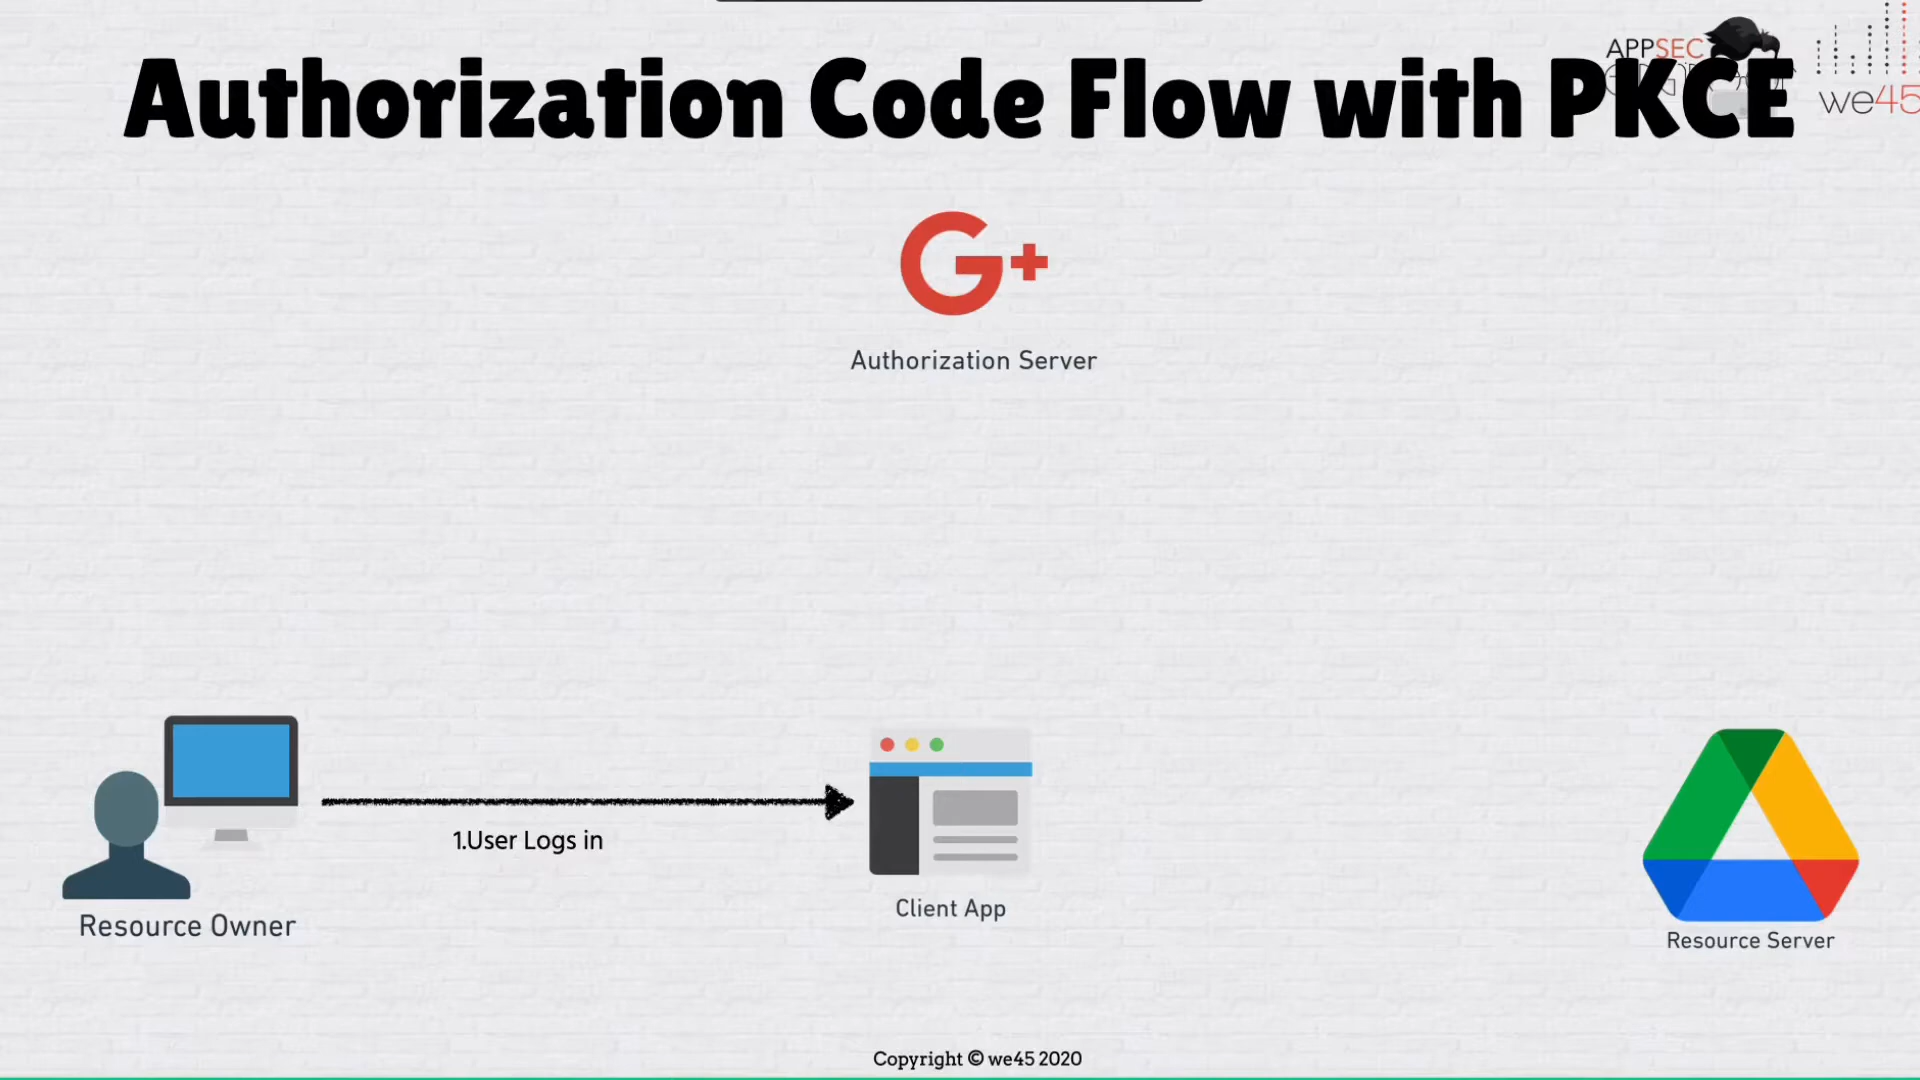 APPSEC
we45
Authorization Code Flow with PKCE
G+
Authorization Server
1.User Logs in
Resource Owner
Client App
Resource Server
Copyright © we45 2020